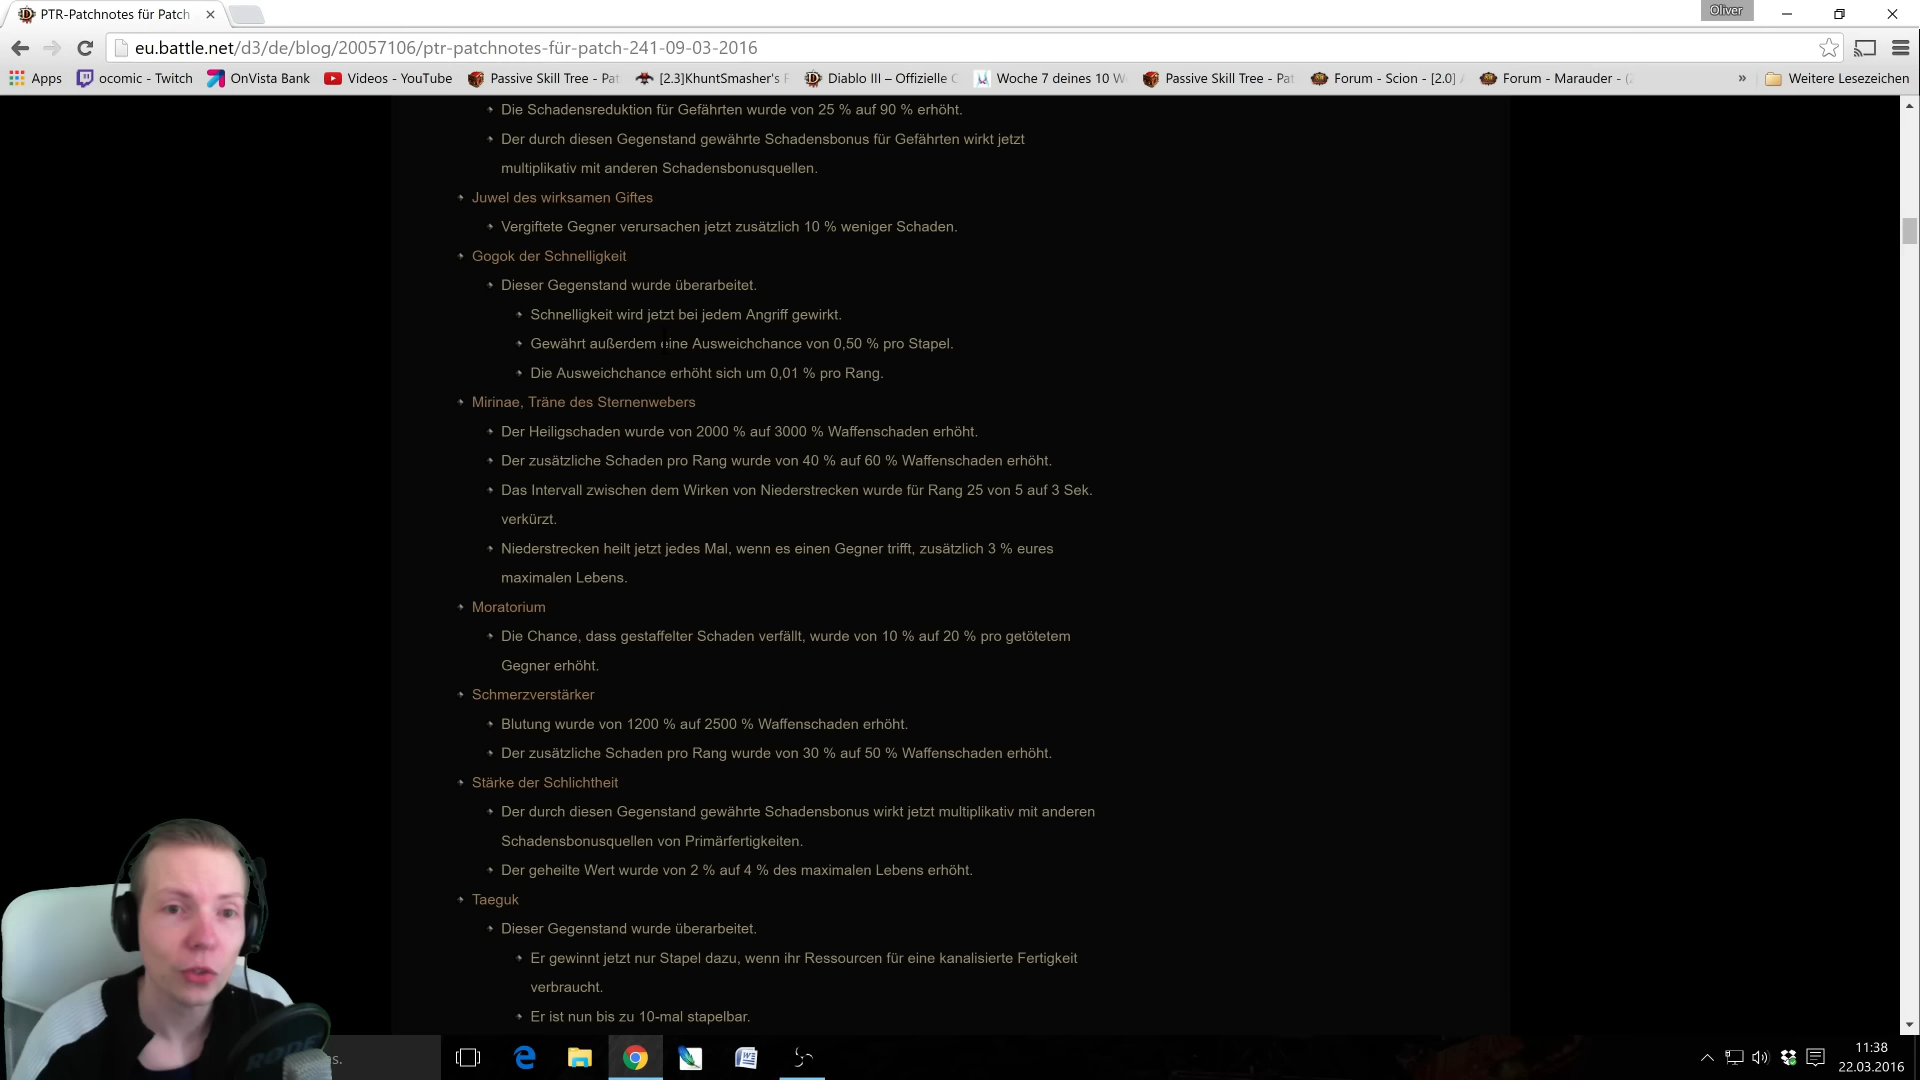 PTR-Patchnotes für Patch
Oliver
eu.battle.net/d3/de/blog/20057106/ptr-patchnotes-für-patch-241-09-03-2016
Apps ocomic - Twitch OnVista Bank Videos - YouTube Passive Skill Tree - Pat [2.3]KhuntSmasher's F Diablo III – Offizielle Woche 7 deines 10 W Passive Skill Tree - Pat Forum - Scion - [2.0] Forum - Marauder - » Weitere Lesezeichen
Die Schadensreduktion für Gefährten wurde von 25 % auf 90 % erhöht.
Der durch diesen Gegenstand gewährte Schadensbonus für Gefährten wirkt jetzt
multiplikativ mit anderen Schadensbonusquellen.
Juwel des wirksamen Giftes
Vergiftete Gegner verursachen jetzt zusätzlich 10 % weniger Schaden.
Gogok der Schnelligkeit
Dieser Gegenstand wurde überarbeitet.
Schnelligkeit wird jetzt bei jedem Angriff gewirkt.
Gewährt außerdem eine Ausweichchance von 0,50 % pro Stapel.
Die Ausweichchance erhöht sich um 0,01 % pro Rang.
Mirinae, Träne des Sternenwebers
Der Heiligschaden wurde von 2000 % auf 3000 % Waffenschaden erhöht.
Der zusätzliche Schaden pro Rang wurde von 40 % auf 60 % Waffenschaden erhöht.
Das Intervall zwischen dem Wirken von Niederstrecken wurde für Rang 25 von 5 auf 3 Sek.
verkürzt.
Niederstrecken heilt jetzt jedes Mal, wenn es einen Gegner trifft, zusätzlich 3 % eures
maximalen Lebens.
Moratorium
Die Chance, dass gestaffelter Schaden verfällt, wurde von 10 % auf 20 % pro getötetem
Gegner erhöht.
Schmerzverstärker
Blutung wurde von 1200 % auf 2500 % Waffenschaden erhöht.
Der zusätzliche Schaden pro Rang wurde von 30 % auf 50 % Waffenschaden erhöht.
Stärke der Schlichtheit
Der durch diesen Gegenstand gewährte Schadensbonus wirkt jetzt multiplikativ mit anderen
Schadensbonusquellen von Primärfertigkeiten.
Der geheilte Wert wurde von 2 % auf 4 % des maximalen Lebens erhöht.
Taeguk
Dieser Gegenstand wurde überarbeitet.
Er gewinnt jetzt nur Stapel dazu, wenn ihr Ressourcen für eine kanalisierte Fertigkeit
verbraucht.
Er ist nun bis zu 10-mal stapelbar.
RODE
11:38
22.03.2016